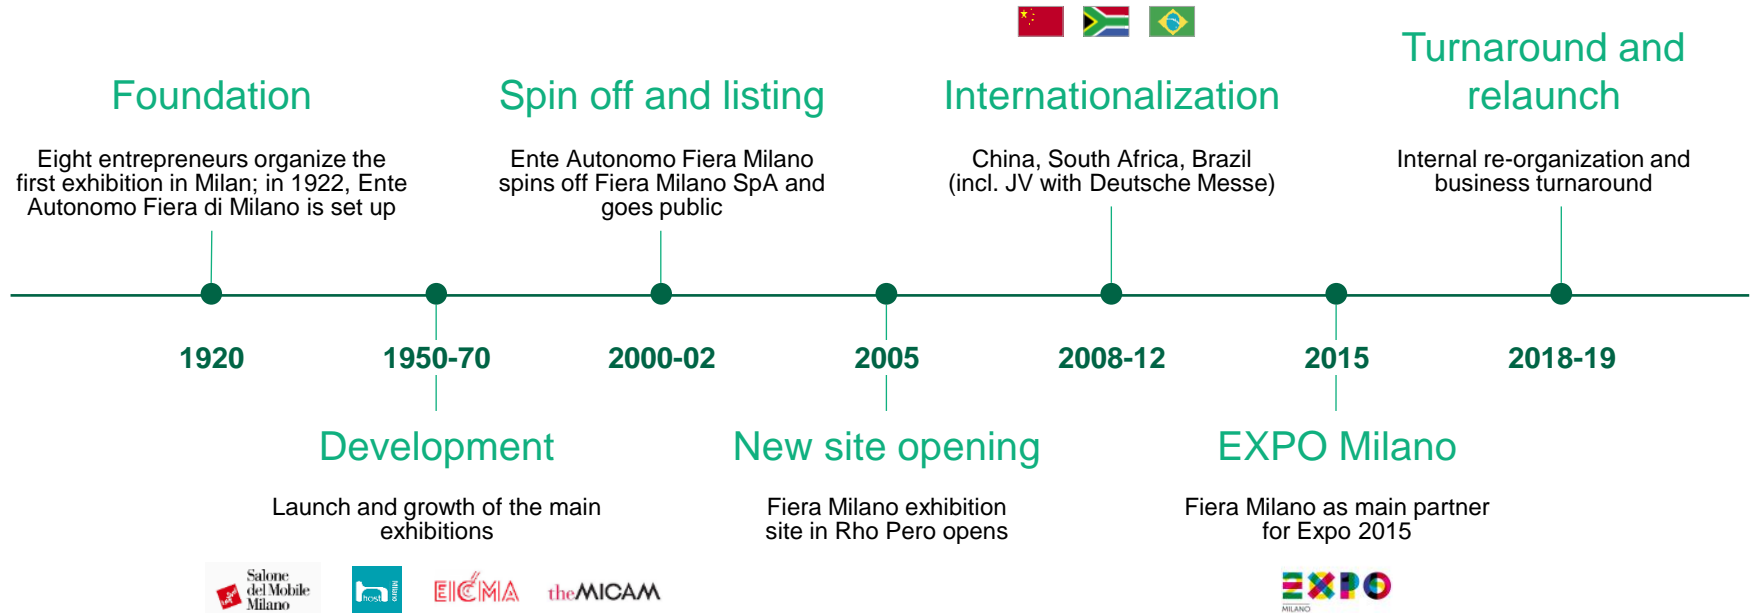 Foundation
Eight entrepreneurs organize the
first exhibition in Milan; in 1922, Ente
Autonomo Fiera di Milano is set up
Spin off and listing
Ente Autonomo Fiera Milano
spins off Fiera Milano SpA and
goes public
Internationalization
China, South Africa, Brazil
(incl. JV with Deutsche Messe)
Turnaround and
relaunch
Internal re-organization and
business turnaround
1920
1950-70
2000-02
2005
2008-12
2015
2018-19
Development
Launch and growth of the main
exhibitions
Salone
del Mobile
Milano
host
Milano
EICMA
theMICAM
New site opening
Fiera Milano exhibition
site in Rho Pero opens
EXPO Milano
Fiera Milano as main partner
for Expo 2015
EXPO
MILANO